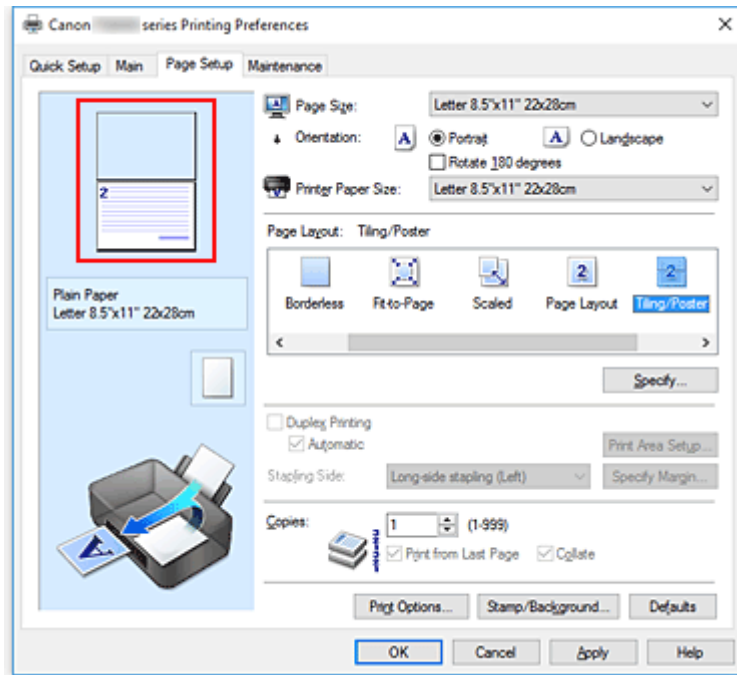 Canon series Printing Preferences
Quick Setup Main Page Setup Maintenance
2
Plain Paper
Letter 8.5"x11" 22x28cm
Page Size: Letter 8.5"x11" 22x28cm
Orientation: A Portrait A Landscape
Rotate 180 degrees
Printer Paper Size: Letter 8.5"x11" 22x28cm
Page Layout: Tiling/Poster
2 2
Borderless Fit-to-Page Scaled Page Layout Tiling/Poster
Specify...
Duplex Printing
Automatic Print Area Setup...
Stapling Side: Long-side stapling (Left) Specify Margin...
Copies: 1 (1-999)
Print from Last Page Collate
A
Print Options... Stamp/Background... Defaults
OK Cancel Apply Help